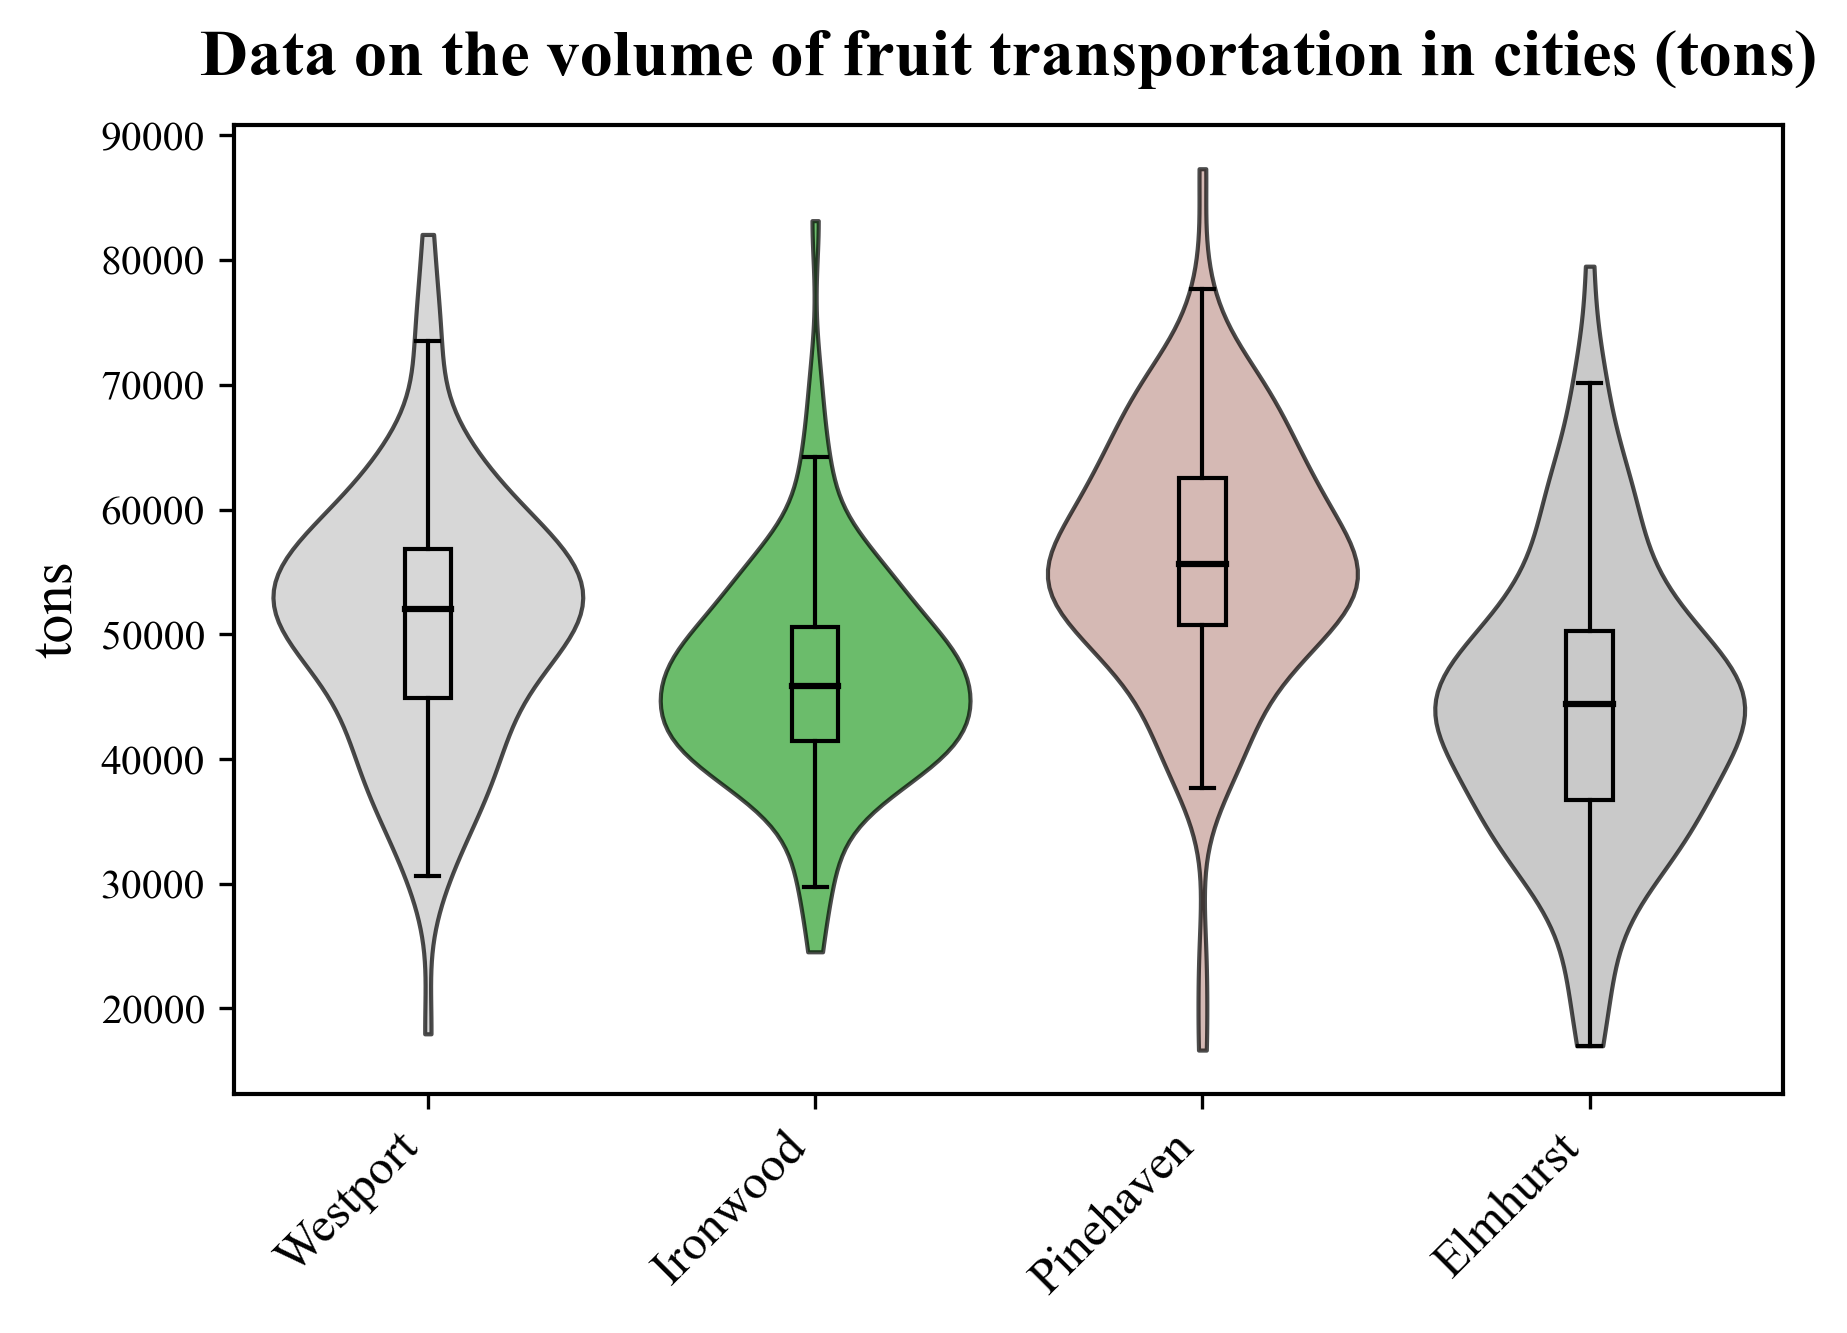 Data on the volume of fruit transportation in cities (tons)
90000
80000
70000
60000
50000
40000
30000
20000
tons
Westport
Ironwood
Pinehaven
Elmhurst